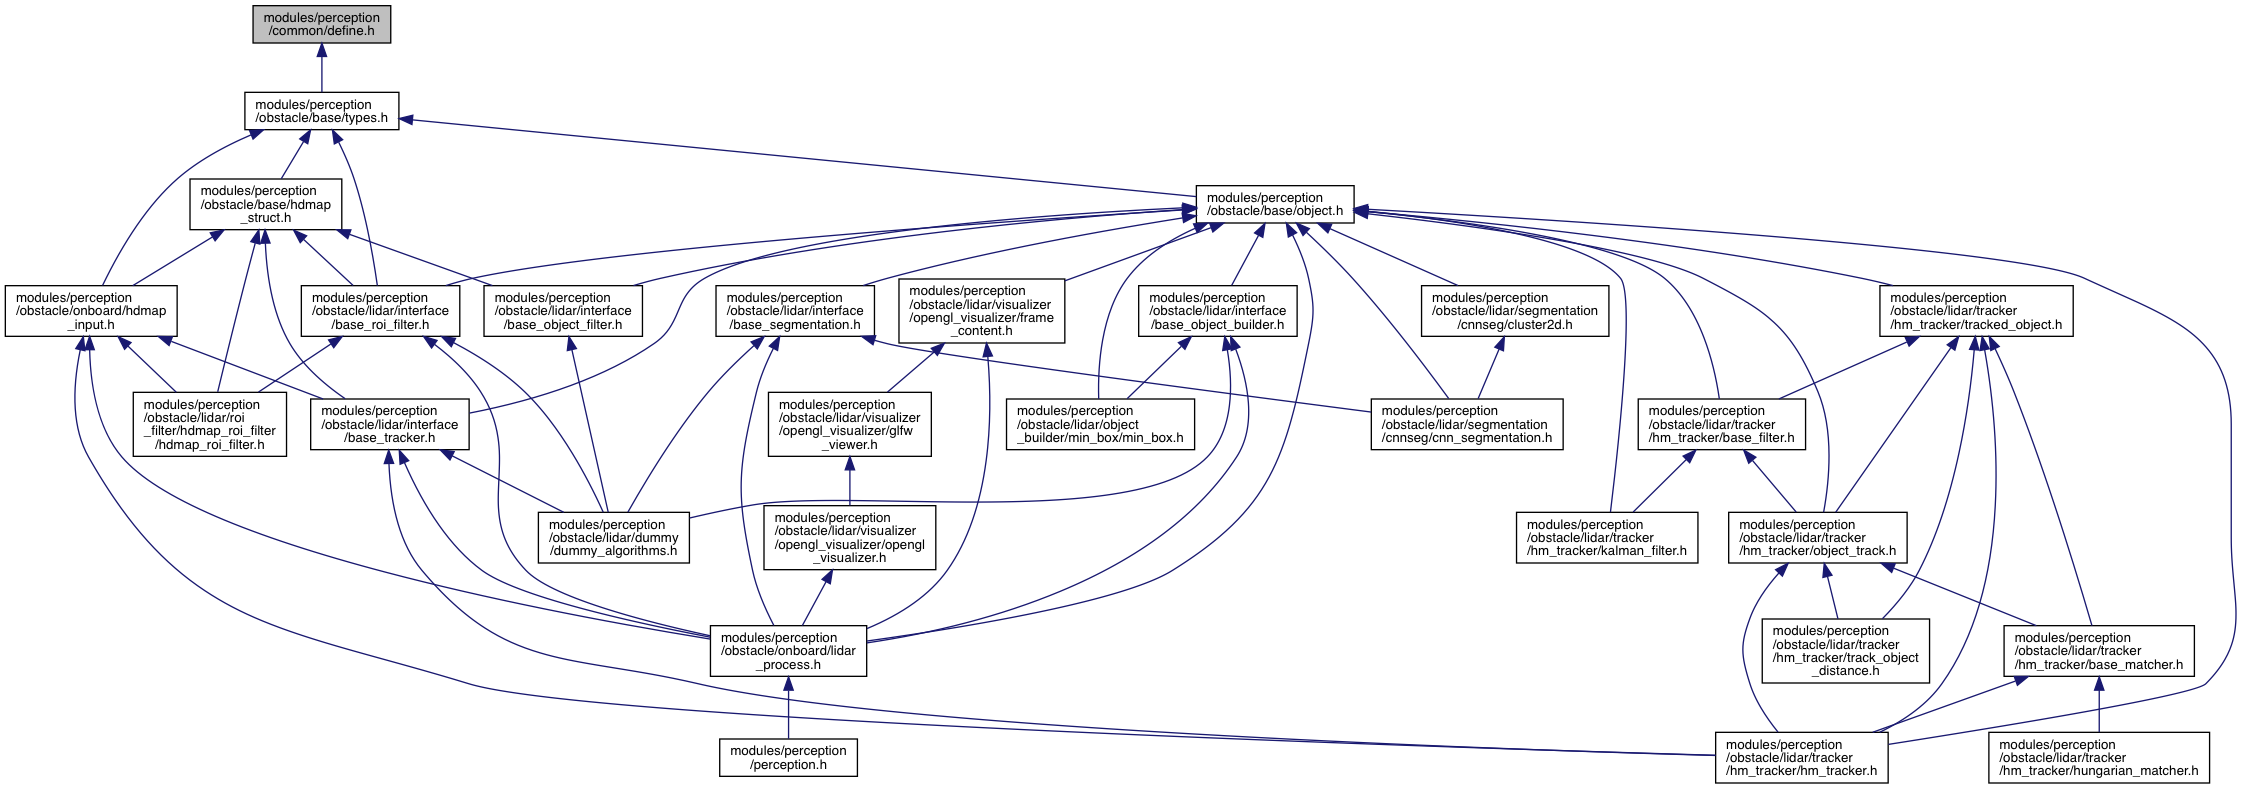 modules/perception
/common/define.h
modules/perception
/obstacle/base/types.h
modules/perception
/obstacle/base/hdmap
_struct.h
modules/perception
/obstacle/base/object.h
modules/perception
/obstacle/onboard/hdmap
_input.h
modules/perception
/obstacle/lidar/interface
/base_roi_filter.h
modules/perception
/obstacle/lidar/interface
/base_object_filter.h
modules/perception
/obstacle/lidar/interface
/base_segmentation.h
modules/perception
/obstacle/lidar/visualizer
/opengl_visualizer/frame
_content.h
modules/perception
/obstacle/lidar/interface
/base_object_builder.h
modules/perception
/obstacle/lidar/segmentation
/cnnseg/cluster2d.h
modules/perception
/obstacle/lidar/tracker
/hm_tracker/tracked_object.h
modules/perception
/obstacle/lidar/roi
_filter/hdmap_roi_filter
/hdmap_roi_filter.h
modules/perception
/obstacle/lidar/interface
/base_tracker.h
modules/perception
/obstacle/lidar/visualizer
/opengl_visualizer/glfw
_viewer.h
modules/perception
/obstacle/lidar/object
_builder/min_box/min_box.h
modules/perception
/obstacle/lidar/segmentation
/cnnseg/cnn_segmentation.h
modules/perception
/obstacle/lidar/tracker
/hm_tracker/base_filter.h
modules/perception
/obstacle/lidar/dummy
/dummy_algorithms.h
modules/perception
/obstacle/lidar/visualizer
/opengl_visualizer/opengl
_visualizer.h
modules/perception
/obstacle/lidar/tracker
/hm_tracker/kalman_filter.h
modules/perception
/obstacle/lidar/tracker
/hm_tracker/object_track.h
modules/perception
/obstacle/onboard/lidar
_process.h
modules/perception
/obstacle/lidar/tracker
/hm_tracker/track_object
_distance.h
modules/perception
/obstacle/lidar/tracker
/hm_tracker/base_matcher.h
modules/perception
/perception.h
modules/perception
/obstacle/lidar/tracker
/hm_tracker/hm_tracker.h
modules/perception
/obstacle/lidar/tracker
/hm_tracker/hungarian_matcher.h